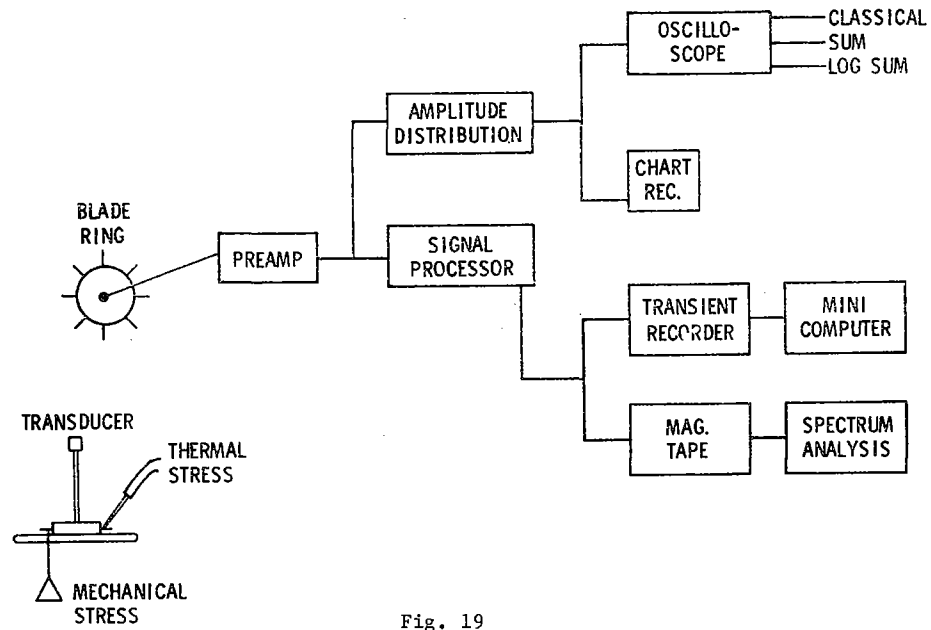 OSCILLO-
SCOPE
CLASSICAL
SUM
LOG SUM
AMPLITUDE
DISTRIBUTION
CHART
REC.
BLADE
RING
PREAMP
SIGNAL
PROCESSOR
TRANSIENT
RECORDER
MINI
COMPUTER
MAG.
TAPE
SPECTRUM
ANALYSIS
TRANSDUCER
THERMAL
STRESS
MECHANICAL
STRESS
Fig. 19